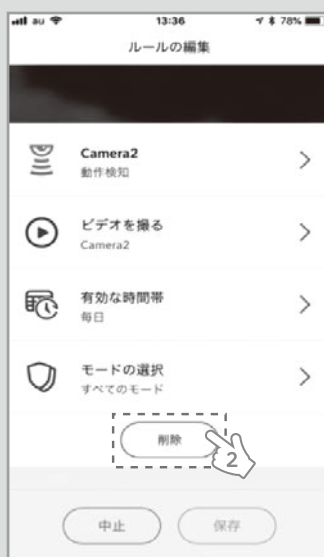 au 13:36 78%
ルールの編集
Camera2
動作検知
ビデオを撮る
Camera2
有効な時間帯
毎日
モードの選択
すべてのモード
削除
2
中止 保存